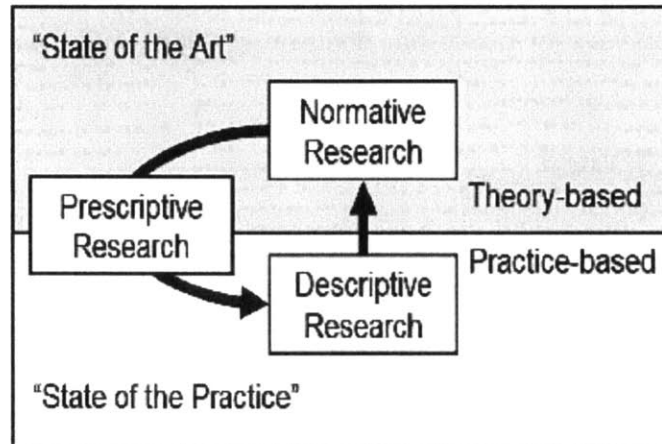 “State of the Art”
Normative
Research
Prescriptive
Research
Theory-based
Practice-based
Descriptive
Research
“State of the Practice”